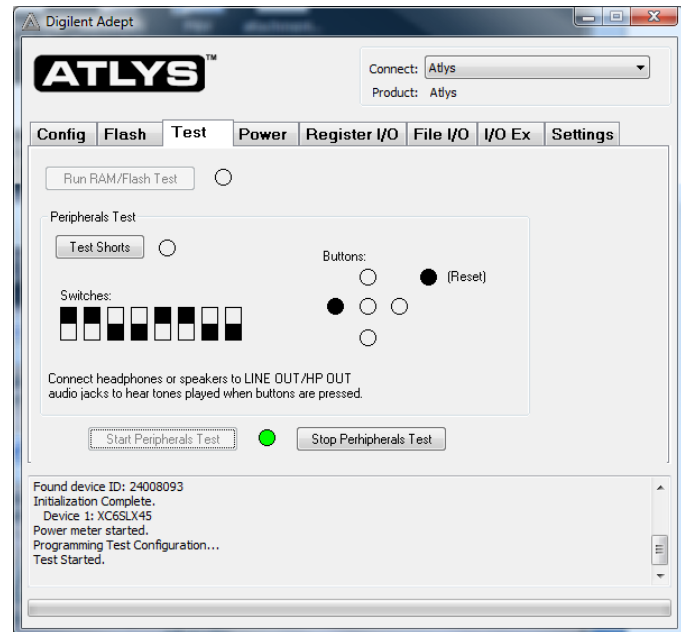 Digilent Adept
ATLYS™
Connect: Atlys
Product: Atlys
Config Flash Test Power Register I/O File I/O I/O Ex Settings
Run RAM/Flash Test
Peripherals Test
Test Shorts
Buttons:
(Reset)
Switches:
Connect headphones or speakers to LINE OUT/HP OUT
audio jacks to hear tones played when buttons are pressed.
Start Peripherals Test Stop Perhipherals Test
Found device ID: 24008093
Initialization Complete.
Device 1: XC6SLX45
Power meter started.
Programming Test Configuration...
Test Started.